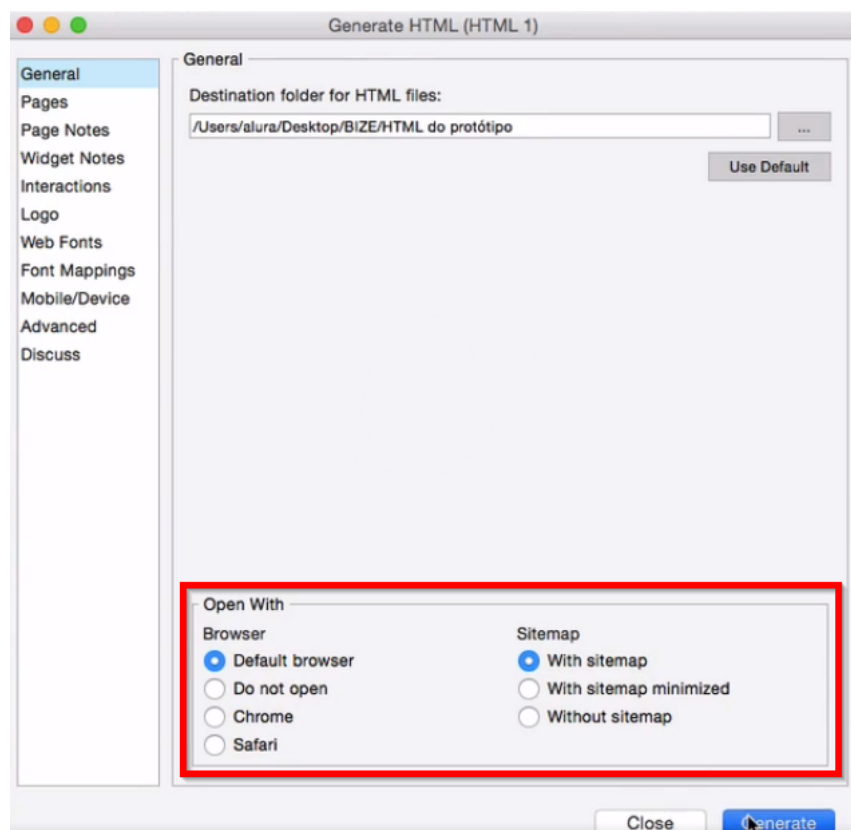 Generate HTML (HTML 1)
General
Pages
Page Notes
Widget Notes
Interactions
Logo
Web Fonts
Font Mappings
Mobile/Device
Advanced
Discuss
General
Destination folder for HTML files:
/Users/alura/Desktop/BIZE/HTML do protótipo
...
Use Default
Open With
Browser
Default browser
Do not open
Chrome
Safari
Sitemap
With sitemap
With sitemap minimized
Without sitemap
Close
Generate